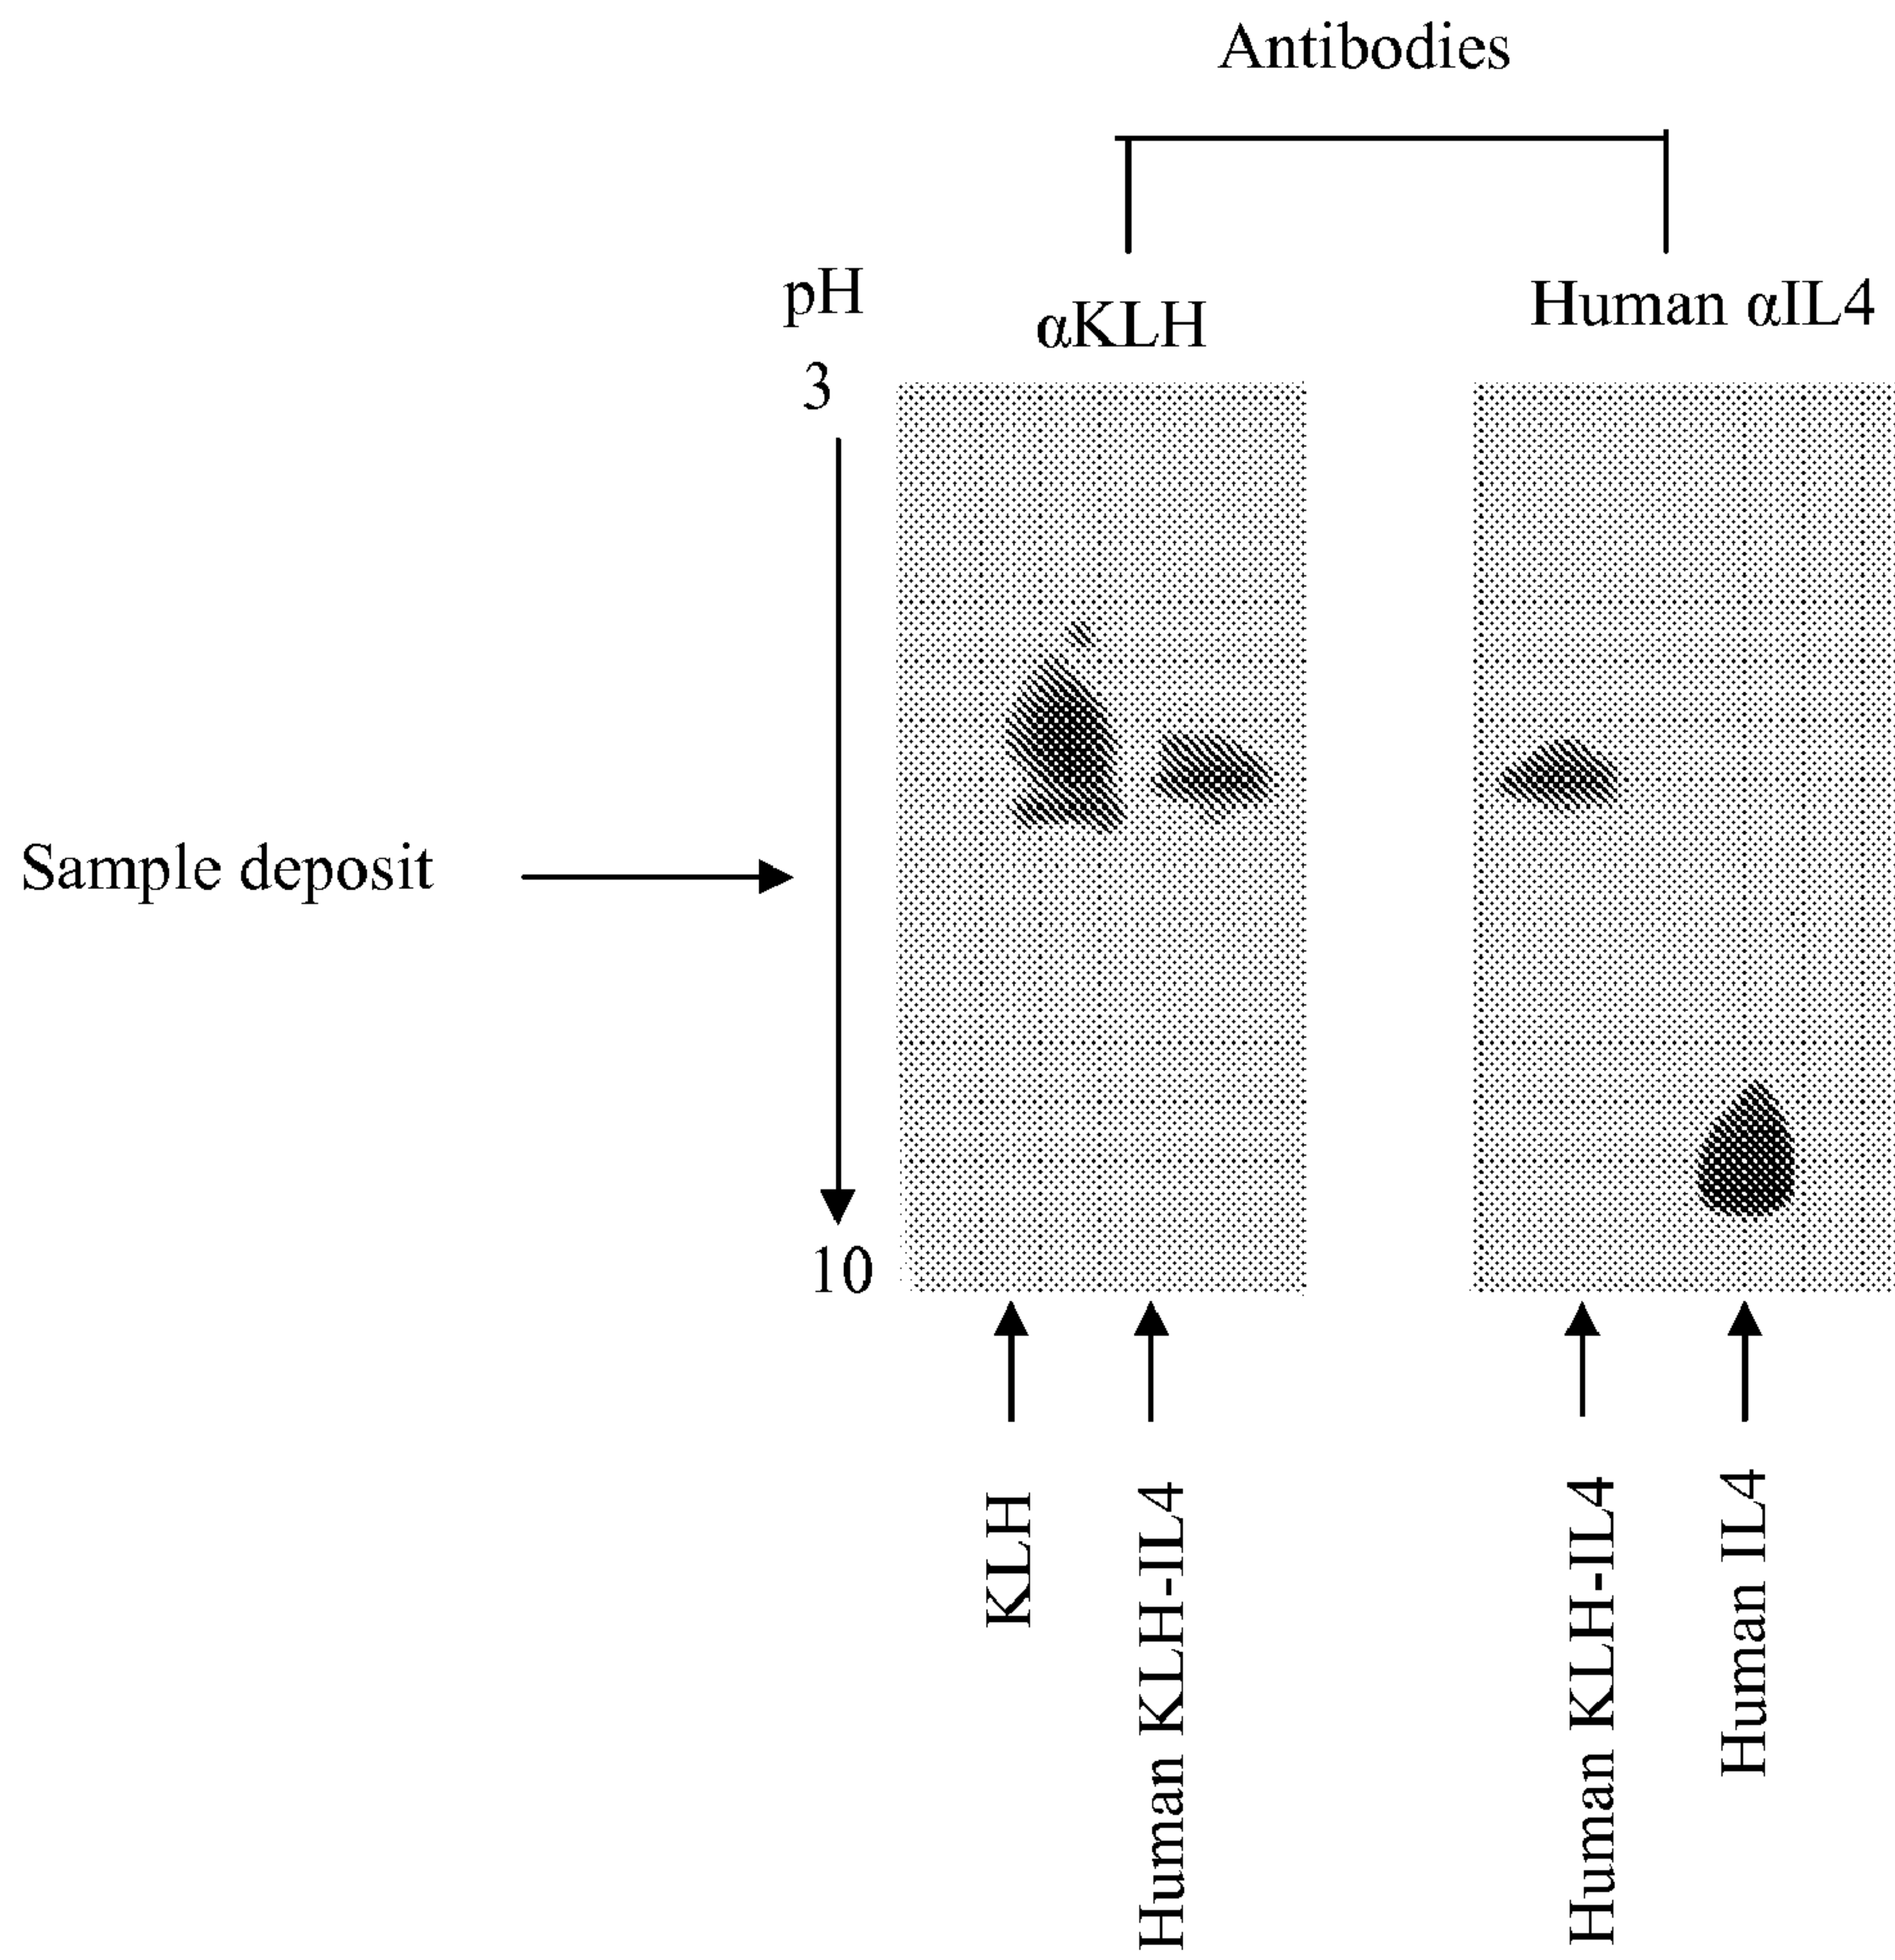 Antibodies
pH
αKLH
Human αIL4
3
Sample deposit
10
KLH
Human KLH-IL4
Human KLH-IL4
Human IL4